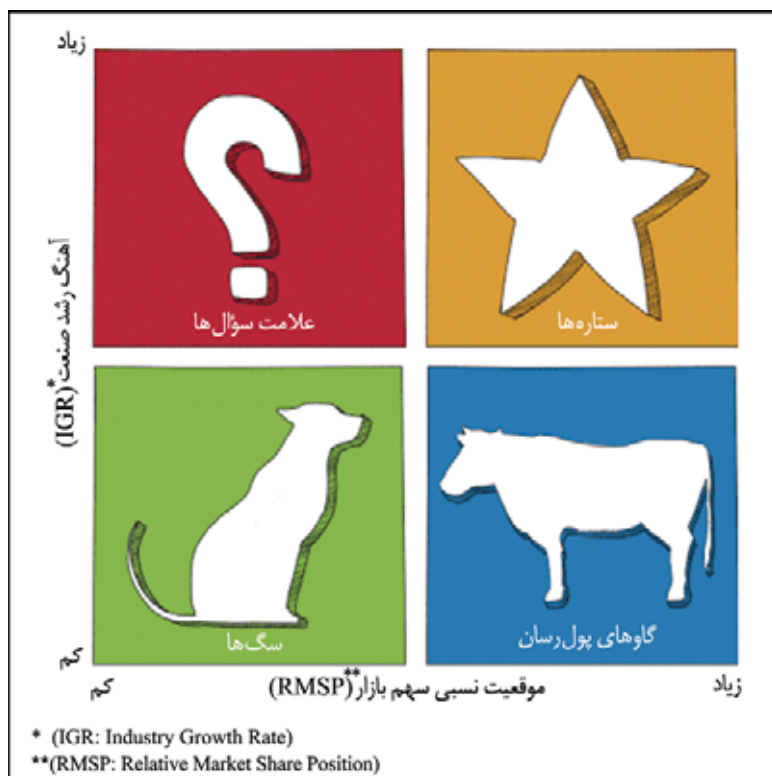 زیاد
علامت سؤال‌ها
ستاره‌ها
آهنگ رشد صنعت*(IGR)
سگ‌ها
گاوهای پول‌رسان
کم
کم
موقعیت نسبی سهم بازار**(RMSP)
زیاد
* (IGR: Industry Growth Rate)
**(RMSP: Relative Market Share Position)